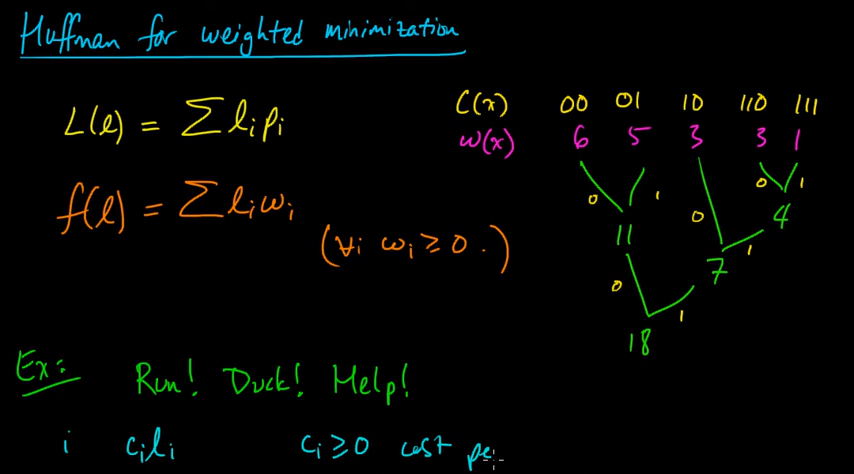 Huffman for weighted minimization
L(l) = ∑ lᵢpᵢ
f(l) = ∑ lᵢwᵢ
(∀i wᵢ ≥ 0 .)
C(x) 00 01 10 110 111
w(x) 6 5 3 3 1
0 1
0 1 0 4
11 1
7
0 1
18
Ex:
Run! Duck! Help!
i cᵢlᵢ cᵢ ≥ 0 cost pe